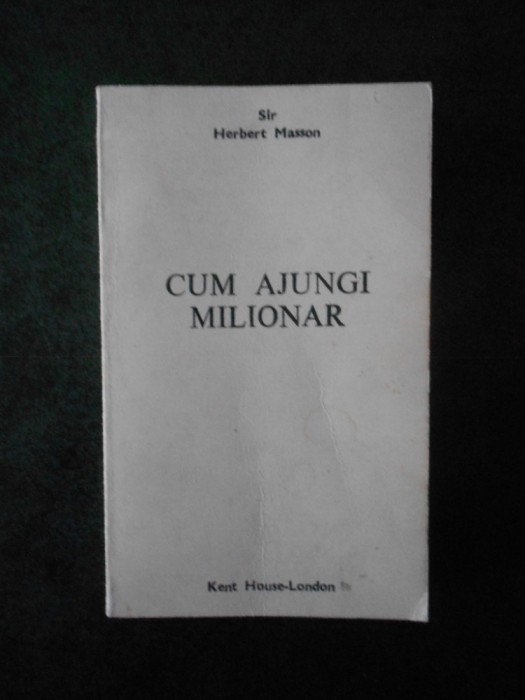 Sir
Herbert Masson
CUM AJUNGI
MILIONAR
Kent House-London